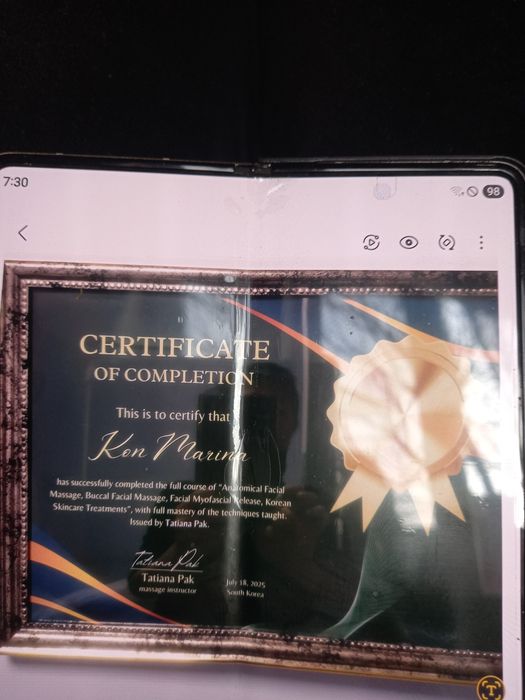 7:30
98
CERTIFICATE
OF COMPLETION
This is to certify that
Kon Marina
has successfully completed the full course of "Anatomical Facial
Massage, Buccal Facial Massage, Facial Myofascial Release, Korean
Skincare Treatments", with full mastery of the techniques taught.
Issued by Tatiana Pak.
Tatiana Pak
Tatiana Pak
massage instructor
July 18, 2025
South Korea
T